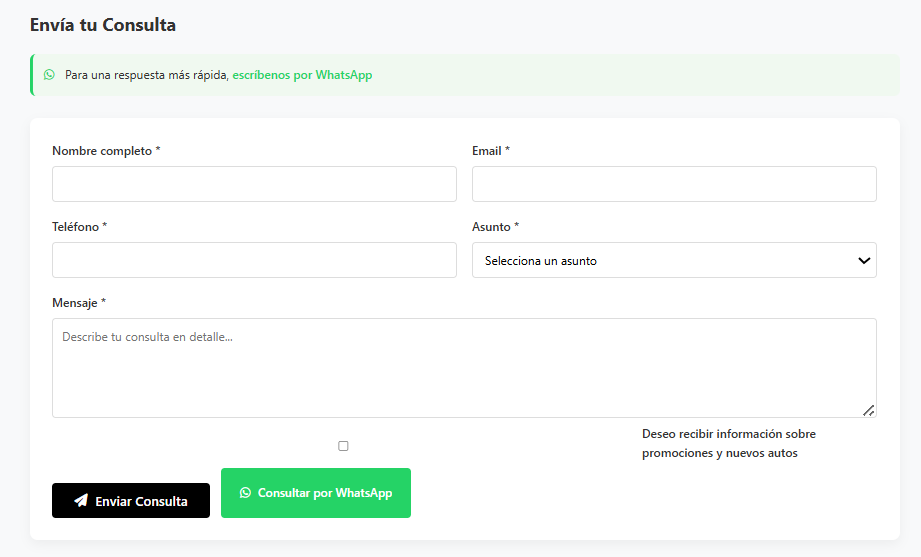 Envía tu Consulta
Para una respuesta más rápida, escríbenos por WhatsApp
Nombre completo *
Email *
Teléfono *
Asunto *
Selecciona un asunto
Mensaje *
Describe tu consulta en detalle...
Deseo recibir información sobre
promociones y nuevos autos
Enviar Consulta
Consultar por WhatsApp